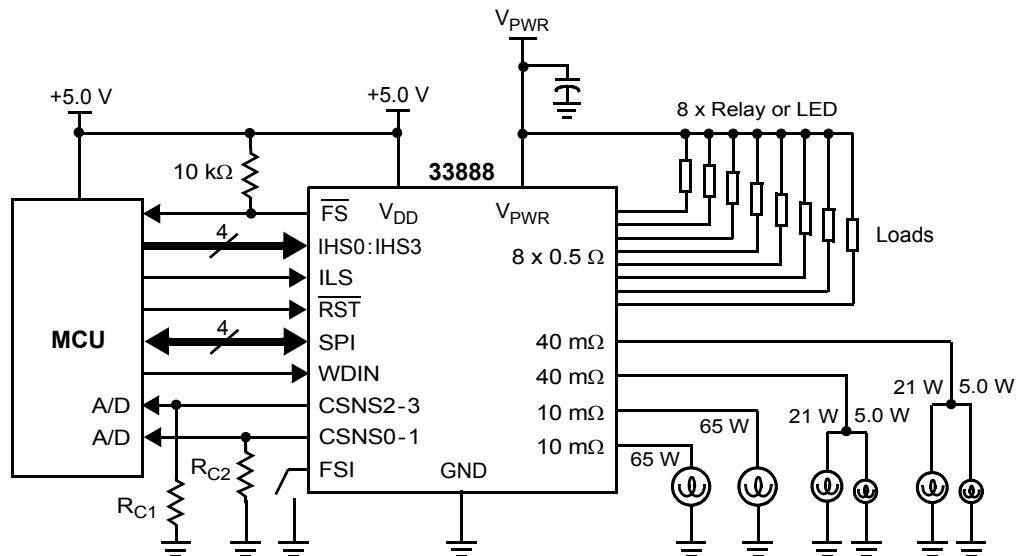 V_PWR
+5.0 V
+5.0 V
8 x Relay or LED
10 kΩ
33888
FS
V_DD
V_PWR
4
IHS0:IHS3
8 x 0.5 Ω
Loads
ILS
RST
MCU
4
SPI
40 mΩ
WDIN
40 mΩ
21 W
5.0 W
A/D
CSNS2-3
10 mΩ
21 W
5.0 W
A/D
CSNS0-1
10 mΩ
65 W
65 W
R_C2
FSI
GND
R_C1